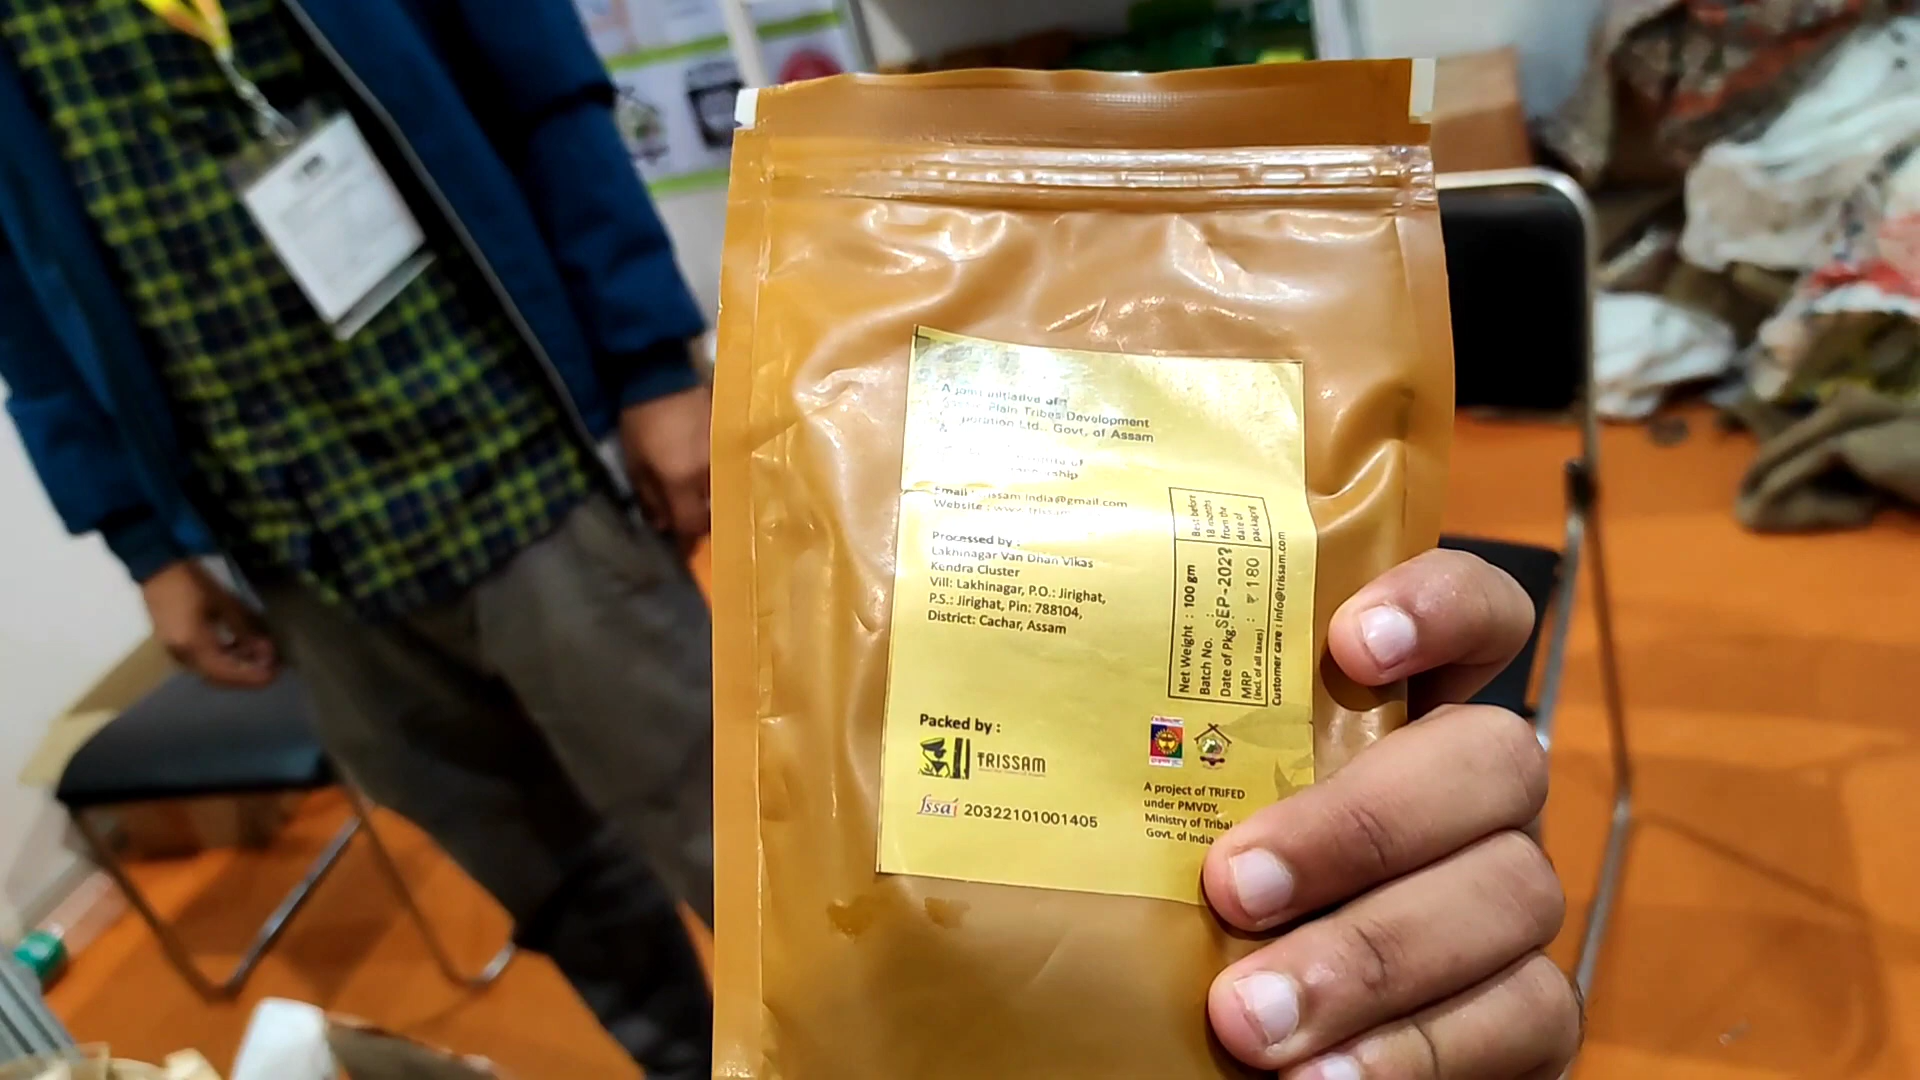 A joint initiative of
Plain Tribes Development
Ltd., Govt. of Assam
of
Email
india@gmail.com
Website : www.
Processed by :
Lakhinagar Van Dhan Vikas
Kendra Cluster
Vill: Lakhinagar, P.O.: Jirighat,
P.S.: Jirighat, Pin: 788104,
District: Cachar, Assam
Net Weight : 100 gm
Batch No. :
Date of Pkg. :
MRP : ₹ 180
(incl. of all taxes)
Best before
18 months
from the
date of
packaging
Customer care : info@trissam.com
Packed by :
TRISSAM
fssai 20322101001405
A project of TRIFED
under PMVDY,
Ministry of Tribal
Govt. of India